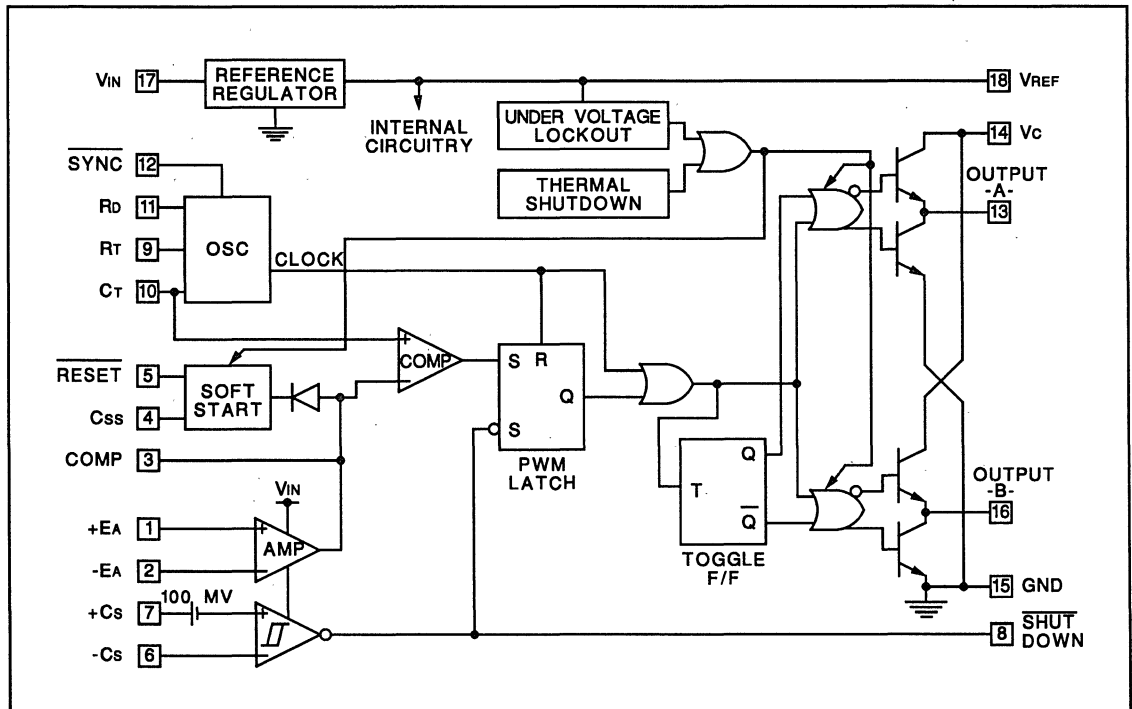 VIN 17 REFERENCE REGULATOR 18 VREF
INTERNAL CIRCUITRY
UNDER VOLTAGE LOCKOUT
THERMAL SHUTDOWN
14 VC
OUTPUT -A-
13
SYNC 12
RD 11
RT 9
CT 10
OSC
CLOCK
RESET 5
CSS 4
SOFT START
COMP 3
COMP
S R
Q
S
PWM LATCH
T
Q
Q
TOGGLE F/F
OUTPUT -B-
16
15 GND
VIN
+EA 1
-EA 2
AMP
+CS 7 100 MV
-CS 6
8 SHUT DOWN